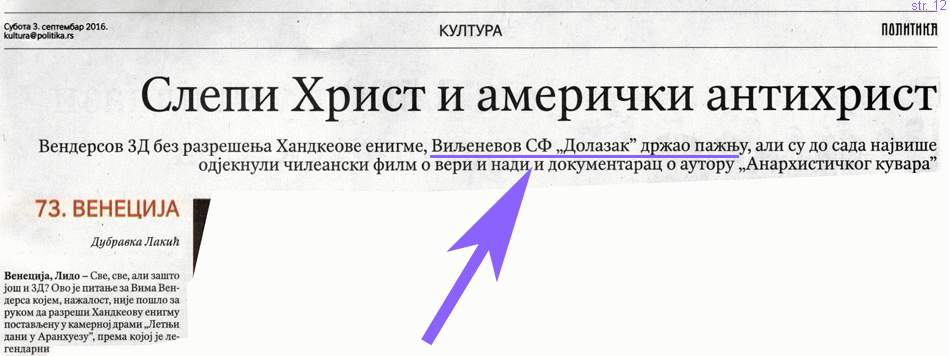 str. 12
Субота 3. септембар 2016.
kultura@politika.rs
КУЛТУРА
ПОЛИТИКА
Слепи Христ и амерички антихрист
Вендерсов 3Д без разрешења Хандкеове енигме, Виљеневов СФ „Долазак” држао пажњу, али су до сада највише
одјекнули чилеански филм о вери и нади и документарац о аутору „Анархистичког кувара”
73. ВЕНЕЦИЈА
Дубравка Лакић
Венеција, Лидо – Све, све, али зашто
још и 3Д? Ово је питање за Вима Вен-
дерса којем, нажалост, није пошло за
руком да разреши Хандкеову енигму
постављену у камерној драми „Летњи
дани у Аранхуезу”, према којој је ле-
гендарни